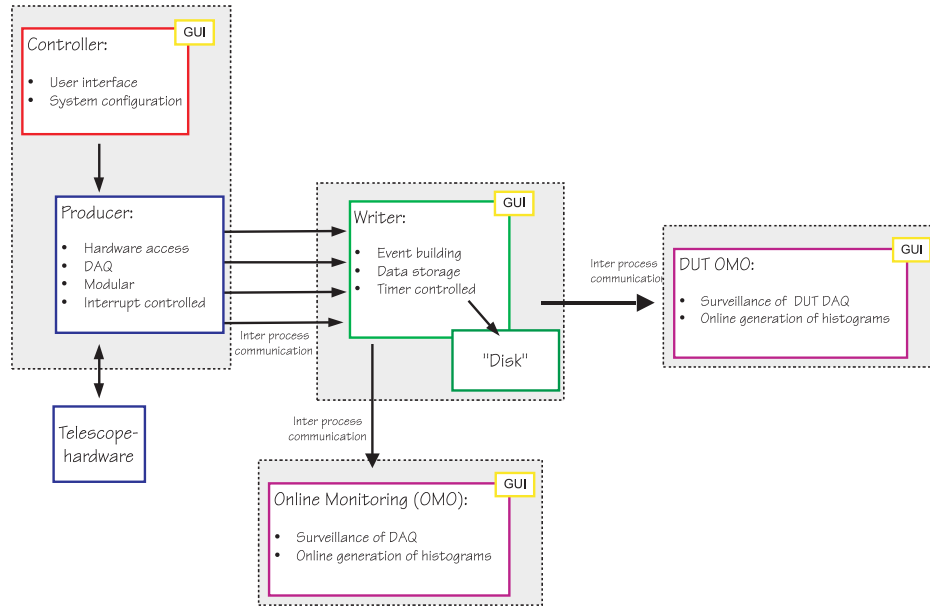 GUI
Controller:
• User interface
• System configuration
Producer:
• Hardware access
• DAQ
• Modular
• Interrupt controlled
Inter process
communication
Telescope-
hardware
GUI
Writer:
• Event building
• Data storage
• Timer controlled
"Disk"
Inter process
communication
GUI
Online Monitoring (OMO):
• Surveillance of DAQ
• Online generation of histograms
Inter process
communication
GUI
DUT OMO:
• Surveillance of DUT DAQ
• Online generation of histograms